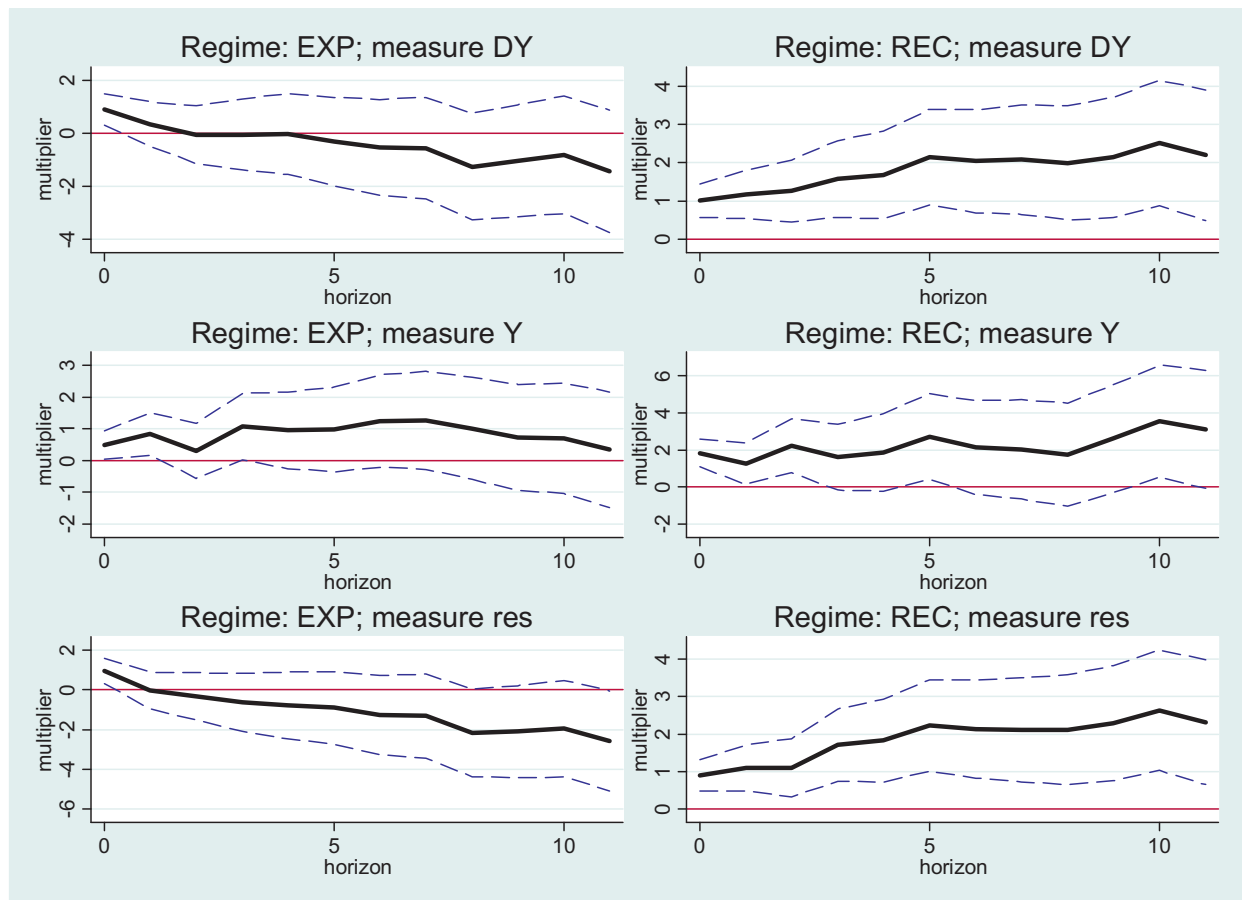 Regime: EXP; measure DY
multiplier
2
0
-2
-4
0 5 10
horizon
Regime: REC; measure DY
multiplier
4
3
2
1
0
0 5 10
horizon
Regime: EXP; measure Y
multiplier
3
2
1
0
-1
-2
0 5 10
horizon
Regime: REC; measure Y
multiplier
6
4
2
0
-2
0 5 10
horizon
Regime: EXP; measure res
multiplier
2
0
-2
-4
-6
0 5 10
horizon
Regime: REC; measure res
multiplier
4
3
2
1
0
0 5 10
horizon